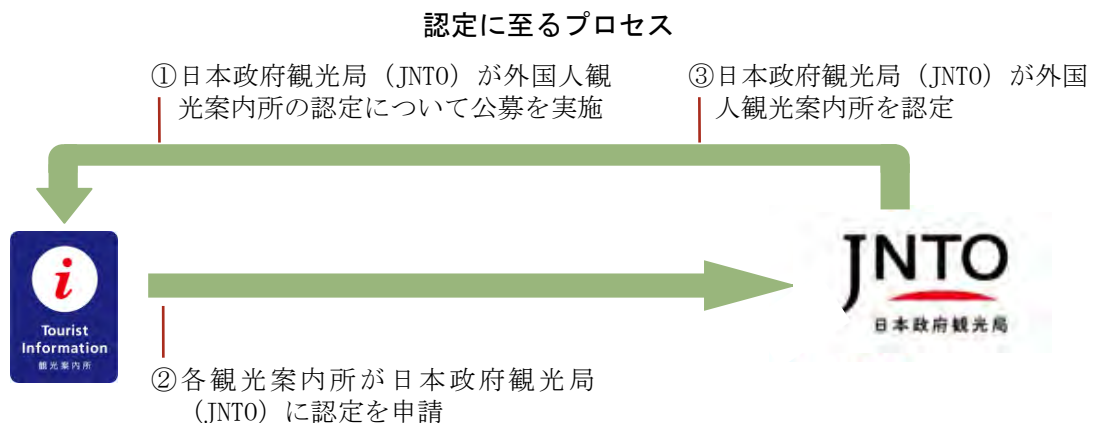 認定に至るプロセス
①日本政府観光局（JNTO）が外国人観
光案内所の認定について公募を実施
③日本政府観光局（JNTO）が外国
人観光案内所を認定
i
Tourist
Information
観光案内所
JNTO
日本政府観光局
②各観光案内所が日本政府観光局
（JNTO）に認定を申請